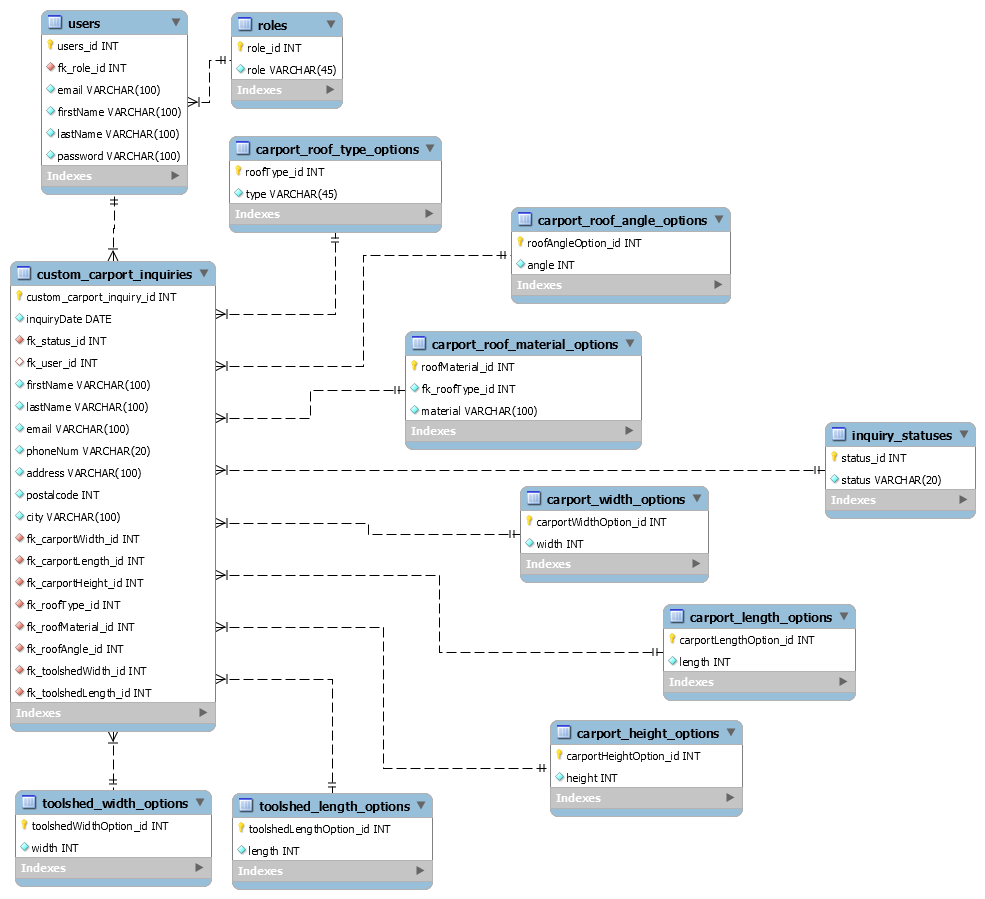 users
users_id INT
fk_role_id INT
email VARCHAR(100)
firstName VARCHAR(100)
lastName VARCHAR(100)
password VARCHAR(100)
Indexes
roles
role_id INT
role VARCHAR(45)
Indexes
carport_roof_type_options
roofType_id INT
type VARCHAR(45)
Indexes
carport_roof_angle_options
roofAngleOption_id INT
angle INT
Indexes
custom_carport_inquiries
custom_carport_inquiry_id INT
inquiryDate DATE
fk_status_id INT
fk_user_id INT
firstName VARCHAR(100)
lastName VARCHAR(100)
email VARCHAR(100)
phoneNum VARCHAR(20)
address VARCHAR(100)
postalcode INT
city VARCHAR(100)
fk_carportWidth_id INT
fk_carportLength_id INT
fk_carportHeight_id INT
fk_roofType_id INT
fk_roofMaterial_id INT
fk_roofAngle_id INT
fk_toolshedWidth_id INT
fk_toolshedLength_id INT
Indexes
carport_roof_material_options
roofMaterial_id INT
fk_roofType_id INT
material VARCHAR(100)
Indexes
inquiry_statuses
status_id INT
status VARCHAR(20)
Indexes
carport_width_options
carportWidthOption_id INT
width INT
Indexes
carport_length_options
carportLengthOption_id INT
length INT
Indexes
carport_height_options
carportHeightOption_id INT
height INT
Indexes
toolshed_width_options
toolshedWidthOption_id INT
width INT
Indexes
toolshed_length_options
toolshedLengthOption_id INT
length INT
Indexes